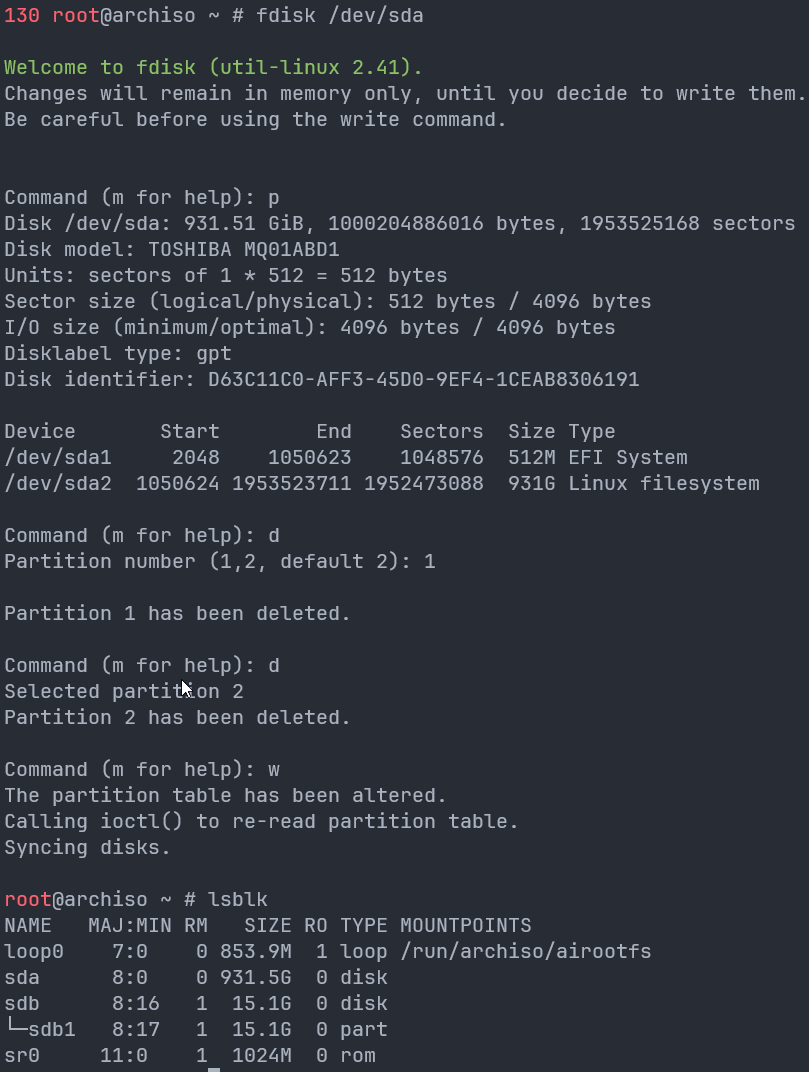 130 root@archiso ~ # fdisk /dev/sda
Welcome to fdisk (util-linux 2.41).
Changes will remain in memory only, until you decide to write them.
Be careful before using the write command.
Command (m for help): p
Disk /dev/sda: 931.51 GiB, 1000204886016 bytes, 1953525168 sectors
Disk model: TOSHIBA MQ01ABD1
Units: sectors of 1 * 512 = 512 bytes
Sector size (logical/physical): 512 bytes / 4096 bytes
I/O size (minimum/optimal): 4096 bytes / 4096 bytes
Disklabel type: gpt
Disk identifier: D63C11C0-AFF3-45D0-9EF4-1CEAB8306191
Device       Start        End    Sectors  Size Type
/dev/sda1     2048    1050623    1048576  512M EFI System
/dev/sda2  1050624 1953523711 1952473088  931G Linux filesystem
Command (m for help): d
Partition number (1,2, default 2): 1
Partition 1 has been deleted.
Command (m for help): d
Selected partition 2
Partition 2 has been deleted.
Command (m for help): w
The partition table has been altered.
Calling ioctl() to re-read partition table.
Syncing disks.
root@archiso ~ # lsblk
NAME   MAJ:MIN RM   SIZE RO TYPE MOUNTPOINTS
loop0    7:0    0 853.9M  1 loop /run/archiso/airootfs
sda      8:0    0 931.5G  0 disk
sdb      8:16   1  15.1G  0 disk
└─sdb1   8:17   1  15.1G  0 part
sr0     11:0    1  1024M  0 rom